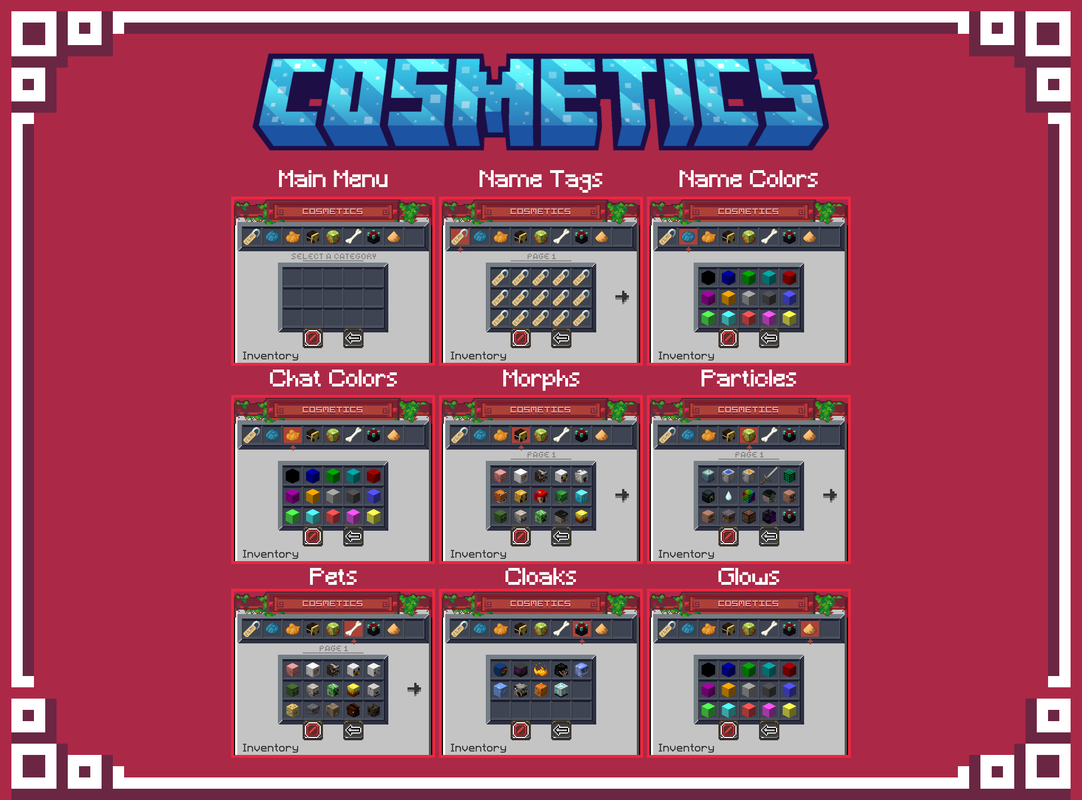 COSMETICS
Main Menu
Name Tags
Name Colors
COSMETICS
COSMETICS
COSMETICS
SELECT A CATEGORY
PAGE 1
Inventory
Inventory
Inventory
Chat Colors
Morphs
Particles
COSMETICS
COSMETICS
COSMETICS
PAGE 1
PAGE 1
Inventory
Inventory
Inventory
Pets
Cloaks
Glows
COSMETICS
COSMETICS
COSMETICS
PAGE 1
Inventory
Inventory
Inventory